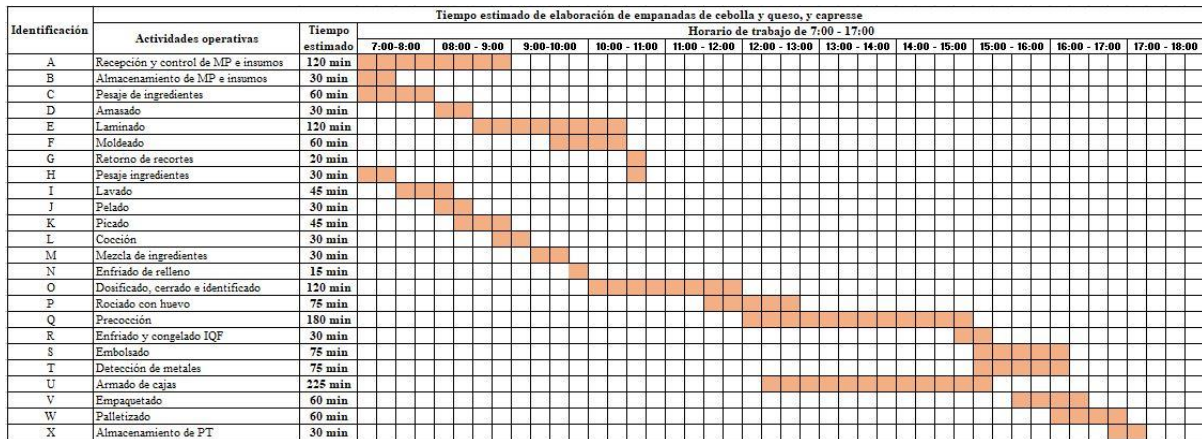 Tiempo estimado de elaboración de empanadas de cebolla y queso, y capresse
Identificación Actividades operativas Tiempo estimado Horario de trabajo de 7:00 - 17:00
7:00-8:00 08:00 - 9:00 9:00-10:00 10:00 - 11:00 11:00 - 12:00 12:00 - 13:00 13:00 - 14:00 14:00 - 15:00 15:00 - 16:00 16:00 - 17:00 17:00 - 18:00
A Recepción y control de MP e insumos 120 min
B Almacenamiento de MP e insumos 30 min
C Pesaje de ingredientes 60 min
D Amasado 30 min
E Laminado 120 min
F Moldeado 60 min
G Retorno de recortes 20 min
H Pesaje ingredientes 30 min
I Lavado 45 min
J Pelado 30 min
K Picado 45 min
L Cocción 30 min
M Mezcla de ingredientes 30 min
N Enfriado de relleno 15 min
O Dosificado, cerrado e identificado 120 min
P Rociado con huevo 75 min
Q Precocción 180 min
R Enfriado y congelado IQF 30 min
S Embolsado 75 min
T Detección de metales 75 min
U Armado de cajas 225 min
V Empaquetado 60 min
W Palletizado 60 min
X Almacenamiento de PT 30 min